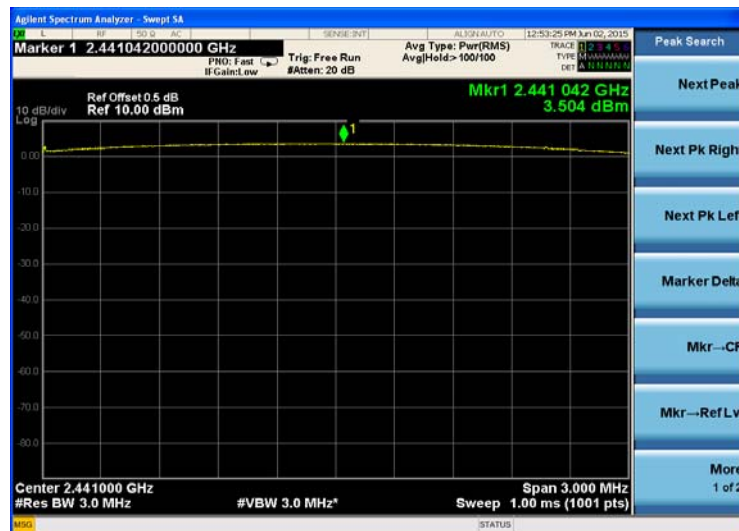 Agilent Spectrum Analyzer - Swept SA
LXI L RF 50 Ω AC SENSE:INT ALIGN AUTO 12:53:25 PM Jun 02, 2015
Marker 1 2.441042000000 GHz
PNO: Fast
IFGain:Low
Trig: Free Run
#Atten: 20 dB
Avg Type: Pwr(RMS)
Avg|Hold:>100/100
TRACE 1 2 3 4 5 6
TYPE M
DET A N N N N N
Peak Search
Next Peak
Next Pk Righ
Next Pk Lef
Marker Delta
Mkr→CF
Mkr→Ref Lv
More
1 of 2
Mkr1 2.441 042 GHz
3.504 dBm
Ref Offset 0.5 dB
10 dB/div Ref 10.00 dBm
Log
1
0.00
-10.0
-20.0
-30.0
-40.0
-50.0
-60.0
-70.0
-80.0
Center 2.441000 GHz Span 3.000 MHz
#Res BW 3.0 MHz #VBW 3.0 MHz* Sweep 1.00 ms (1001 pts)
MSG STATUS